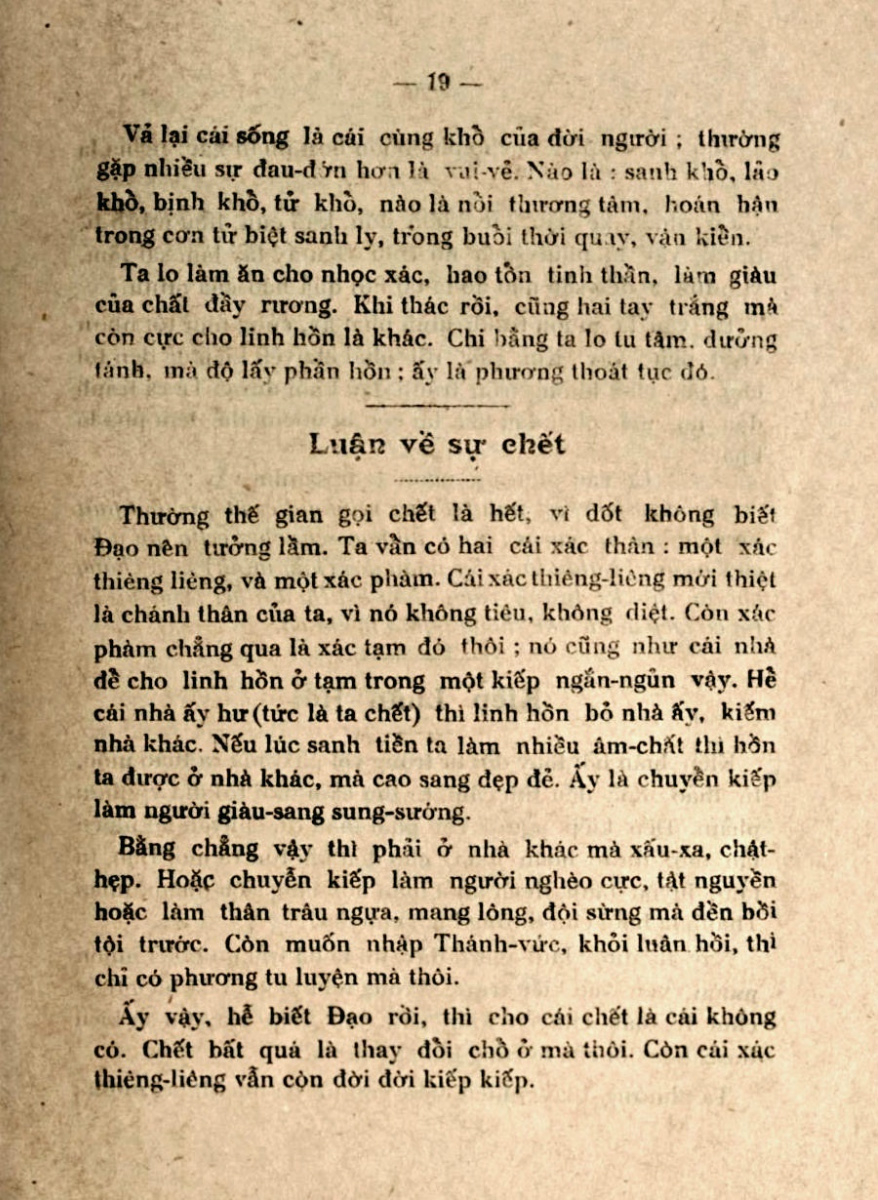 — 19 —
Vả lại cái sống là cái cùng khổ của đời người ; thường
gặp nhiều sự đau-đớn hơn là vui-vẻ. Nào là : sanh khổ, lão
khổ, bịnh khổ, tử khổ, nào là nỗi thương tâm, hoán hận
trong cơn tử biệt sanh ly, trong buổi thời quay, vận kiển.
Ta lo làm ăn cho nhọc xác, hao tổn tinh thần, làm giàu
của chất đầy rương. Khi thác rồi, cũng hai tay trắng mà
còn cực cho linh hồn là khác. Chi bằng ta lo tu tâm, dưỡng
tánh, mà độ lấy phần hồn ; ấy là phương thoát tục đó.
Luận về sự chết
Thường thế gian gọi chết là hết, vì dốt không biết
Đạo nên tưởng lầm. Ta vẫn có hai cái xác thân : một xác
thiêng liêng, và một xác phàm. Cái xác thiêng-liêng mới thiệt
là chánh thân của ta, vì nó không tiêu, không diệt. Còn xác
phàm chẳng qua là xác tạm đó thôi ; nó cũng như cái nhà
để cho linh hồn ở tạm trong một kiếp ngắn-ngủn vậy. Hễ
cái nhà ấy hư (tức là ta chết) thì linh hồn bỏ nhà ấy, kiếm
nhà khác. Nếu lúc sanh tiền ta làm nhiều âm-chất thì hồn
ta được ở nhà khác, mà cao sang đẹp đẻ. Ấy là chuyển kiếp
làm người giàu-sang sung-sướng.
Bằng chẳng vậy thì phải ở nhà khác mà xấu-xa, chật-
hẹp. Hoặc chuyển kiếp làm người nghèo cực, tật nguyền
hoặc làm thân trâu ngựa, mang lông, đội sừng mà đền bồi
tội trước. Còn muốn nhập Thánh-vức, khỏi luân hồi, thì
chỉ có phương tu luyện mà thôi.
Ấy vậy, hễ biết Đạo rồi, thì cho cái chết là cái không
có. Chết bất quá là thay đổi chỗ ở mà thôi. Còn cái xác
thiêng-liêng vẫn còn đời đời kiếp kiếp.